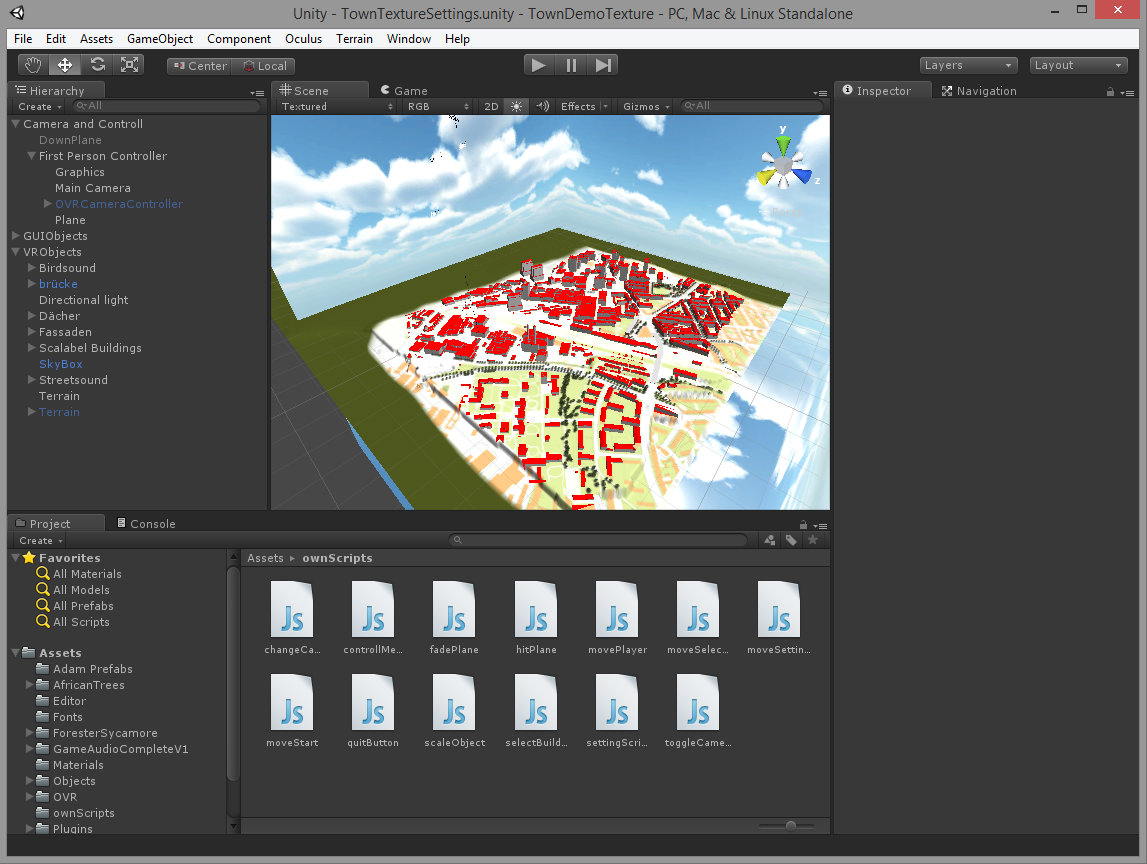 Unity - TownTextureSettings.unity - TownDemoTexture - PC, Mac & Linux Standalone
File Edit Assets GameObject Component Oculus Terrain Window Help
Center Local Layers Layout
Hierarchy
Create All
Camera and Controll
DownPlane
First Person Controller
Graphics
Main Camera
OVRCameraController
Plane
GUIObjects
VRObjects
Birdsound
brücke
Directional light
Dächer
Fassaden
Scalabel Buildings
SkyBox
Streetsound
Terrain
Terrain
Scene Game
Textured RGB 2D Effects Gizmos All
y
z
Inspector Navigation
Project Console
Create
Favorites
All Materials
All Models
All Prefabs
All Scripts
Assets
Adam Prefabs
AfricanTrees
Editor
Fonts
ForesterSycamore
GameAudioCompleteV1
Materials
Objects
OVR
ownScripts
Plugins
Assets ▸ ownScripts
Js Js Js Js Js Js Js
changeCa... controllMe... fadePlane hitPlane movePlayer moveSelec... moveSettin...
Js Js Js Js Js Js
moveStart quitButton scaleObject selectBuild... settingScri... toggleCame...